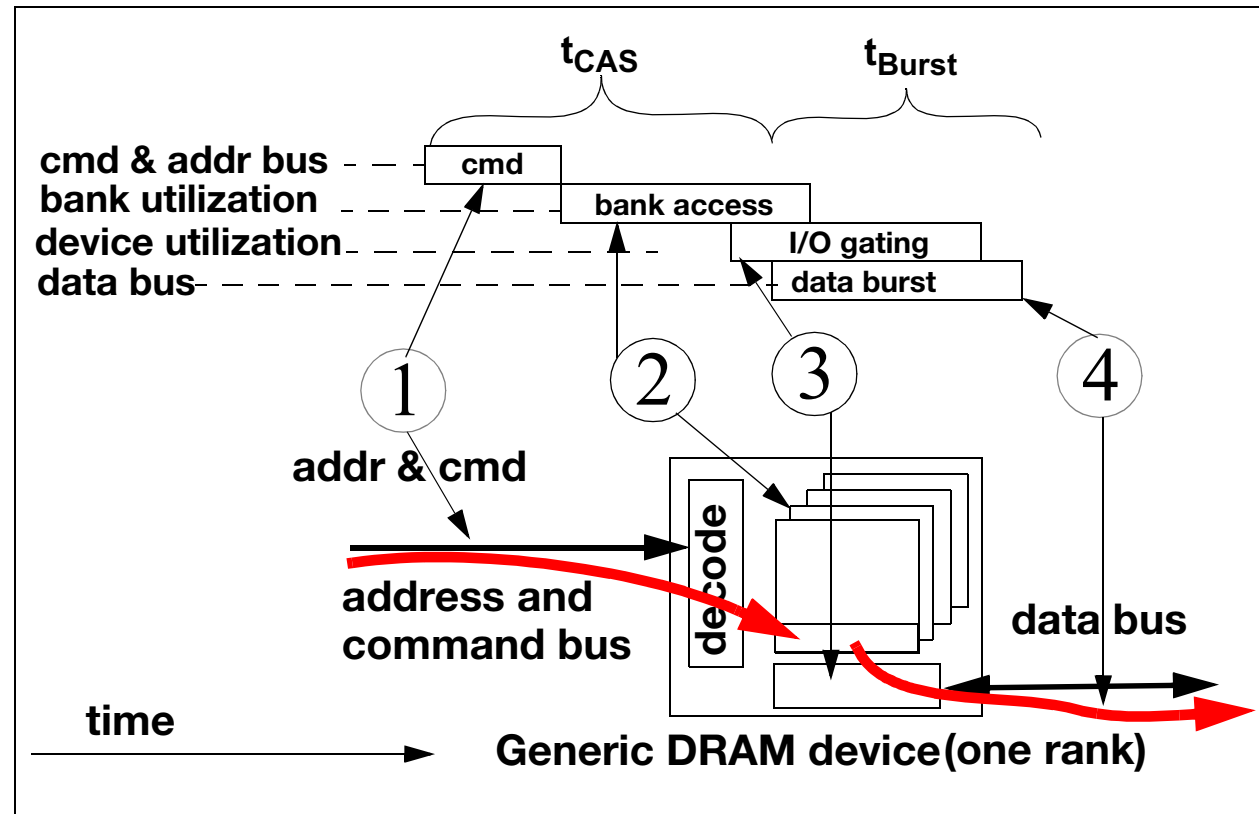 tCAS
tBurst
cmd & addr bus
cmd
bank utilization
bank access
device utilization
I/O gating
data bus
data burst
1
2
3
4
addr & cmd
decode
address and
command bus
data bus
time
Generic DRAM device (one rank)